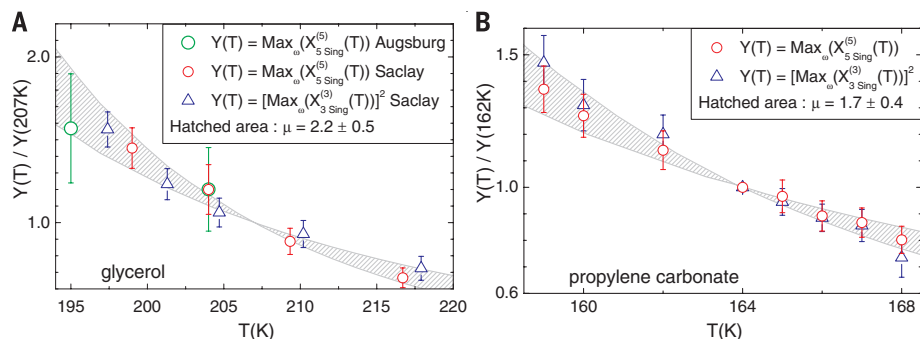 A
Y(T) / Y(207K)
2.0
1.0
Y(T) = Max_ω(X^(5)_5 Sing(T)) Augsburg
Y(T) = Max_ω(X^(5)_5 Sing(T)) Saclay
Y(T) = [Max_ω(X^(3)_3 Sing(T))]² Saclay
Hatched area : μ = 2.2 ± 0.5
glycerol
195 200 205 210 215 220
T(K)
B
Y(T) / Y(162K)
1.5
1.0
0.6
Y(T) = Max_ω(X^(5)_5 Sing(T))
Y(T) = [Max_ω(X^(3)_3 Sing(T))]²
Hatched area : μ = 1.7 ± 0.4
propylene carbonate
160 162 164 166 168
T(K)